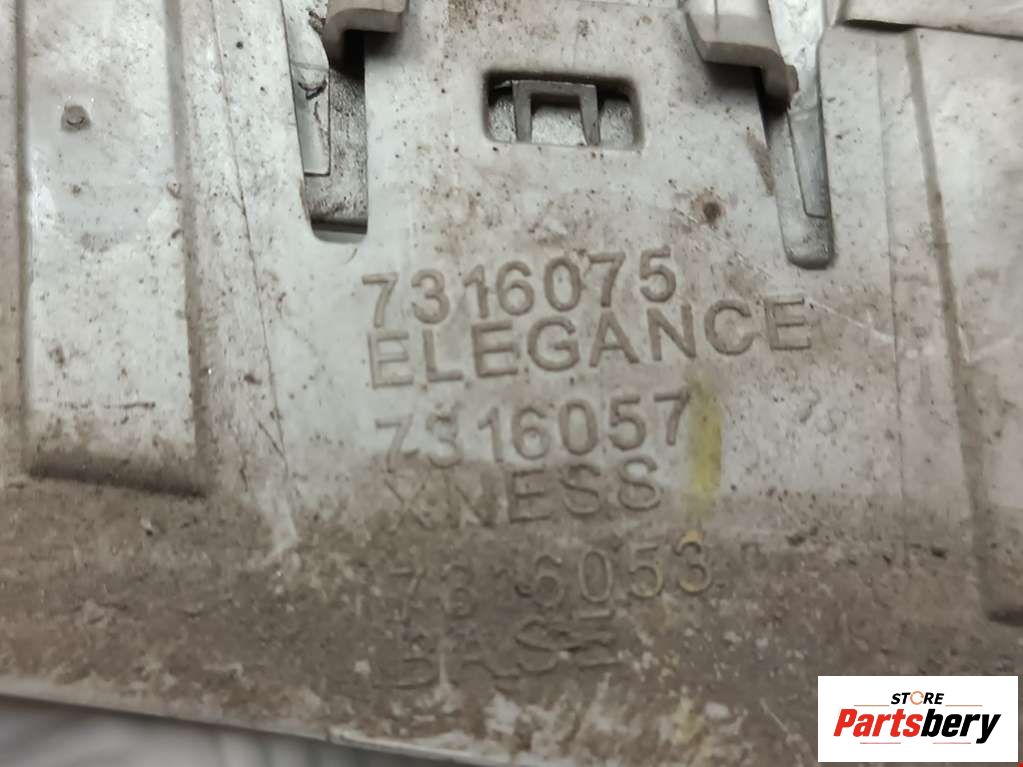 7316075
ELEGANCE
7316057
XNESS
7316053
BASE
STORE
Partsbery